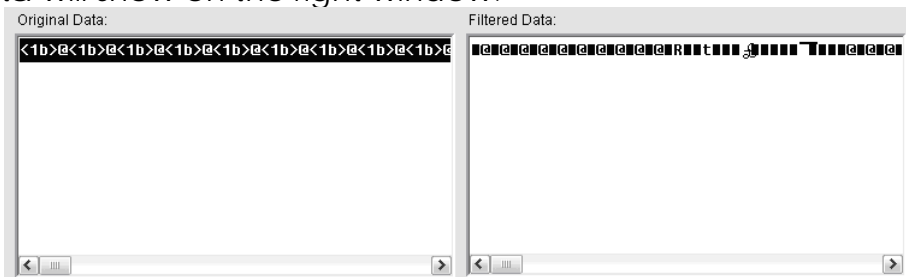 ta will show on the right window.
Original Data:
Filtered Data:
<1b>@<1b>@<1b>@<1b>@<1b>@<1b>@<1b>@<1b>@<1b>@
■@■@■@■@■@■@■@■@■@■@■@■R■■t■■■